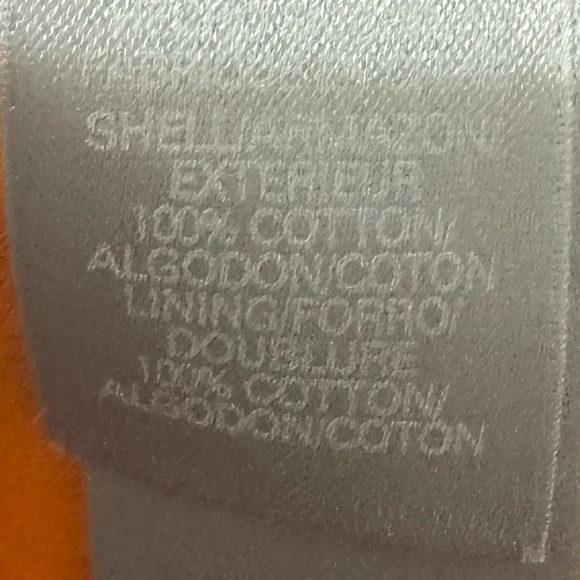 SHELL/ARMAZON/
EXTERIEUR
100% COTTON/
ALGODON/COTON
LINING/FORRO/
DOUBLURE
100% COTTON/
ALGODON/COTON